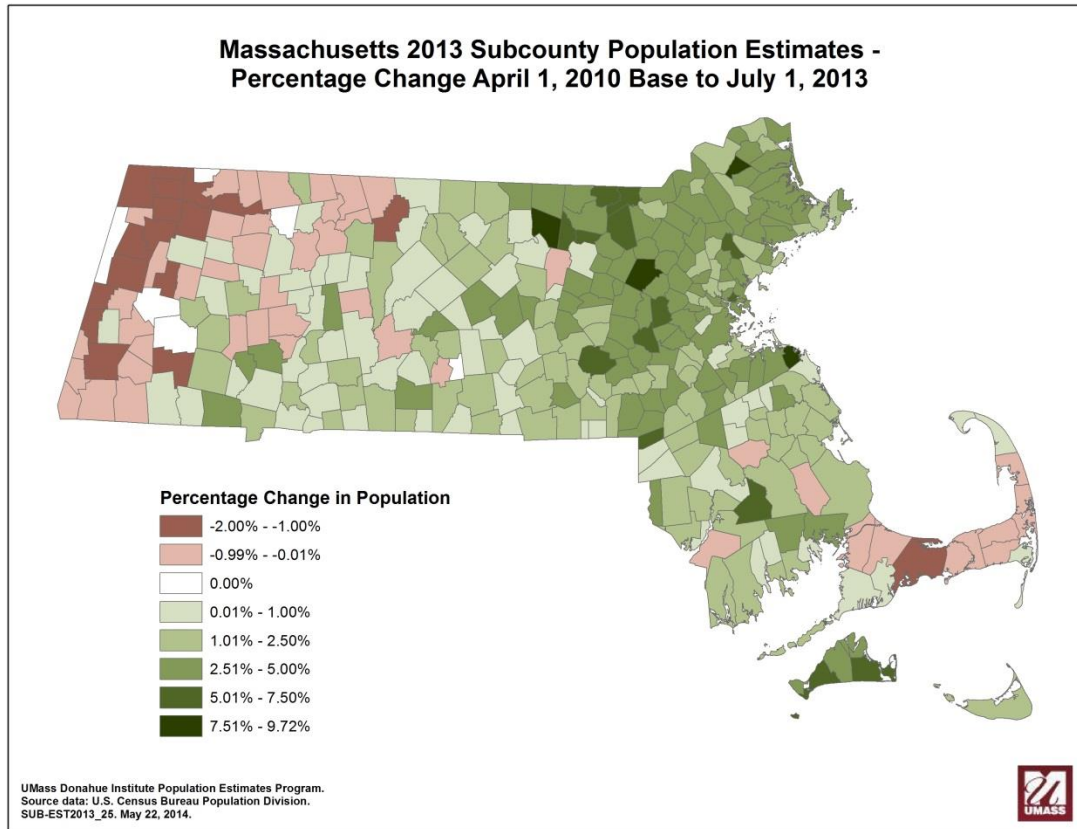 Massachusetts 2013 Subcounty Population Estimates -
Percentage Change April 1, 2010 Base to July 1, 2013
Percentage Change in Population
-2.00% - -1.00%
-0.99% - -0.01%
0.00%
0.01% - 1.00%
1.01% - 2.50%
2.51% - 5.00%
5.01% - 7.50%
7.51% - 9.72%
UMass Donahue Institute Population Estimates Program.
Source data: U.S. Census Bureau Population Division.
SUB-EST2013_25. May 22, 2014.
UMASS